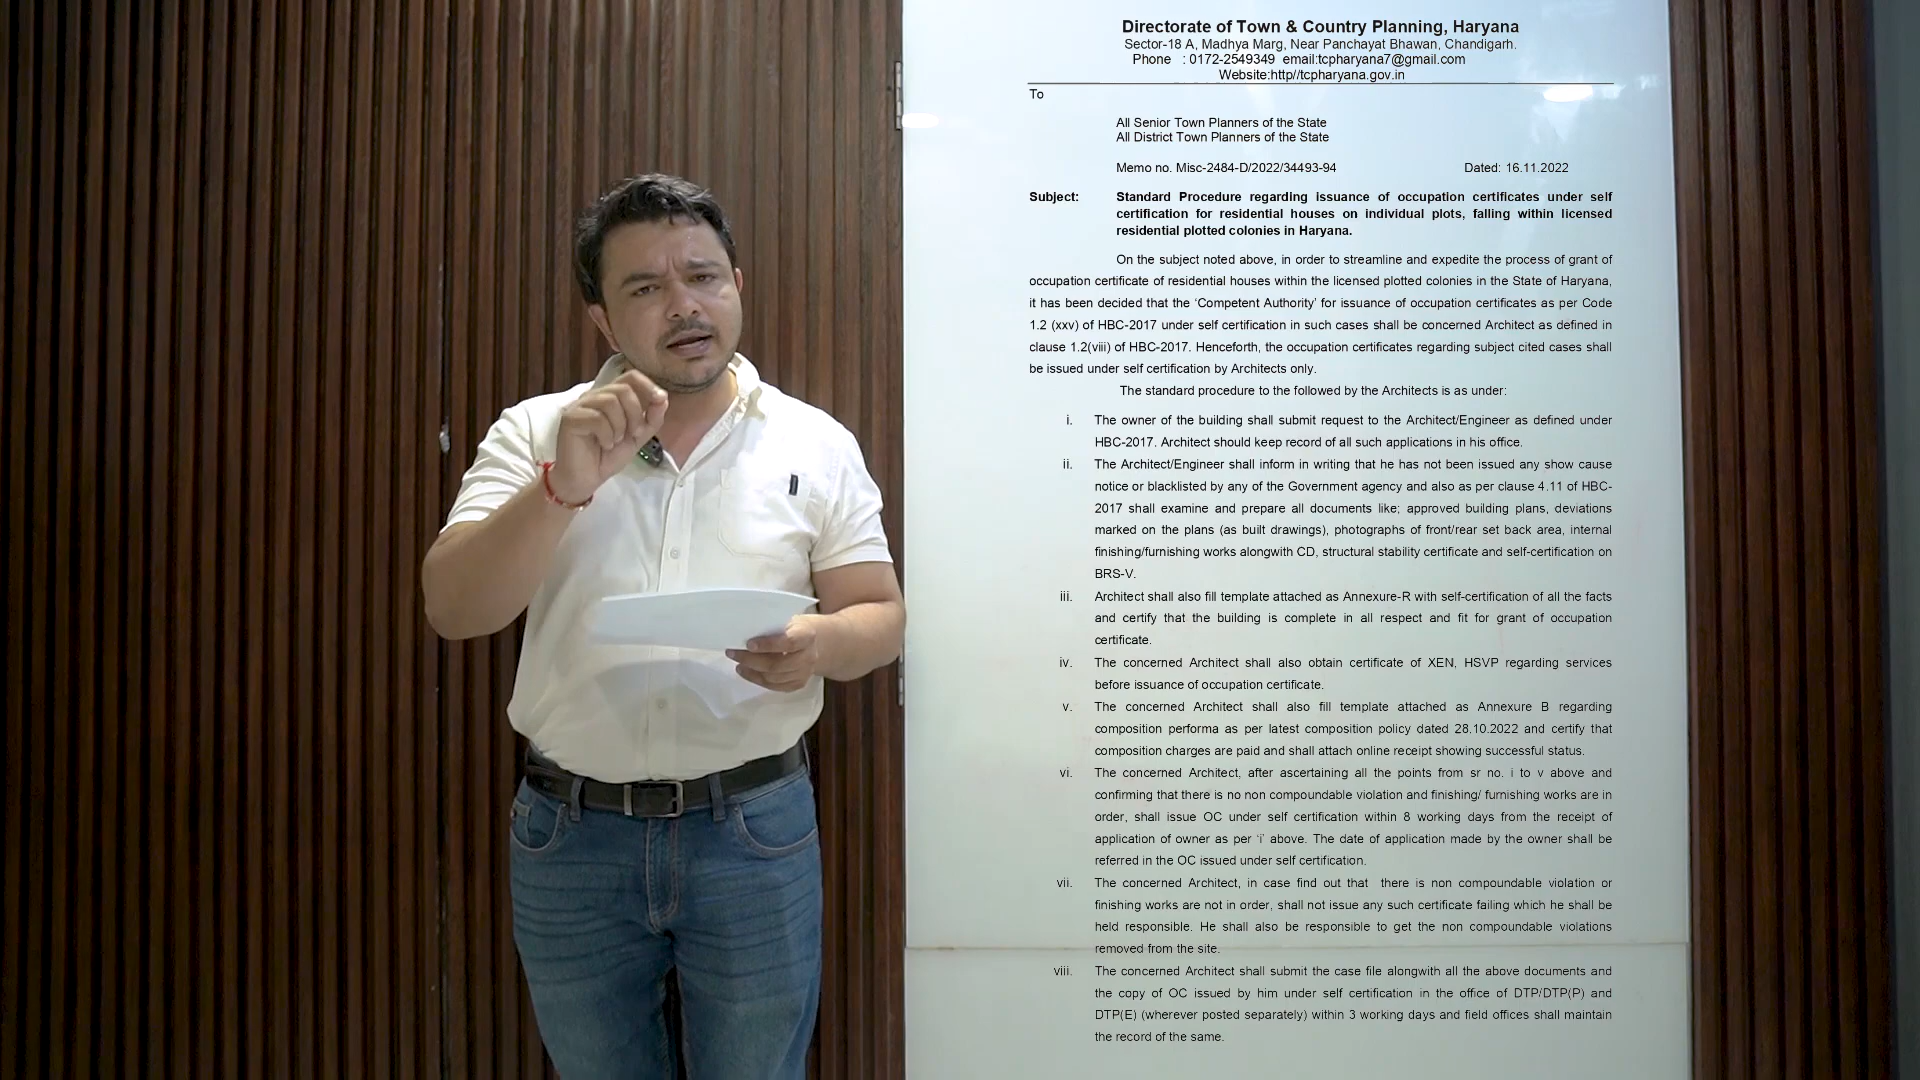 Directorate of Town & Country Planning, Haryana
Sector-18 A, Madhya Marg, Near Panchayat Bhawan, Chandigarh.
Phone : 0172-2549349 email:tcpharyana7@gmail.com
Website:http//tcpharyana.gov.in
To
All Senior Town Planners of the State
All District Town Planners of the State
Memo no. Misc-2484-D/2022/34493-94 Dated: 16.11.2022
Subject: Standard Procedure regarding issuance of occupation certificates under self
certification for residential houses on individual plots, falling within licensed
residential plotted colonies in Haryana.
On the subject noted above, in order to streamline and expedite the process of grant of
occupation certificate of residential houses within the licensed plotted colonies in the State of Haryana,
it has been decided that the ‘Competent Authority’ for issuance of occupation certificates as per Code
1.2 (xxv) of HBC-2017 under self certification in such cases shall be concerned Architect as defined in
clause 1.2(viii) of HBC-2017. Henceforth, the occupation certificates regarding subject cited cases shall
be issued under self certification by Architects only.
The standard procedure to the followed by the Architects is as under:
i. The owner of the building shall submit request to the Architect/Engineer as defined under
HBC-2017. Architect should keep record of all such applications in his office.
ii. The Architect/Engineer shall inform in writing that he has not been issued any show cause
notice or blacklisted by any of the Government agency and also as per clause 4.11 of HBC-
2017 shall examine and prepare all documents like; approved building plans, deviations
marked on the plans (as built drawings), photographs of front/rear set back area, internal
finishing/furnishing works alongwith CD, structural stability certificate and self-certification on
BRS-V.
iii. Architect shall also fill template attached as Annexure-R with self-certification of all the facts
and certify that the building is complete in all respect and fit for grant of occupation
certificate.
iv. The concerned Architect shall also obtain certificate of XEN, HSVP regarding services
before issuance of occupation certificate.
v. The concerned Architect shall also fill template attached as Annexure B regarding
composition performa as per latest composition policy dated 28.10.2022 and certify that
composition charges are paid and shall attach online receipt showing successful status.
vi. The concerned Architect, after ascertaining all the points from sr no. i to v above and
confirming that there is no non compoundable violation and finishing/ furnishing works are in
order, shall issue OC under self certification within 8 working days from the receipt of
application of owner as per ‘i’ above. The date of application made by the owner shall be
referred in the OC issued under self certification.
vii. The concerned Architect, in case find out that there is non compoundable violation or
finishing works are not in order, shall not issue any such certificate failing which he shall be
held responsible. He shall also be responsible to get the non compoundable violations
removed from the site.
viii. The concerned Architect shall submit the case file alongwith all the above documents and
the copy of OC issued by him under self certification in the office of DTP/DTP(P) and
DTP(E) (wherever posted separately) within 3 working days and field offices shall maintain
the record of the same.